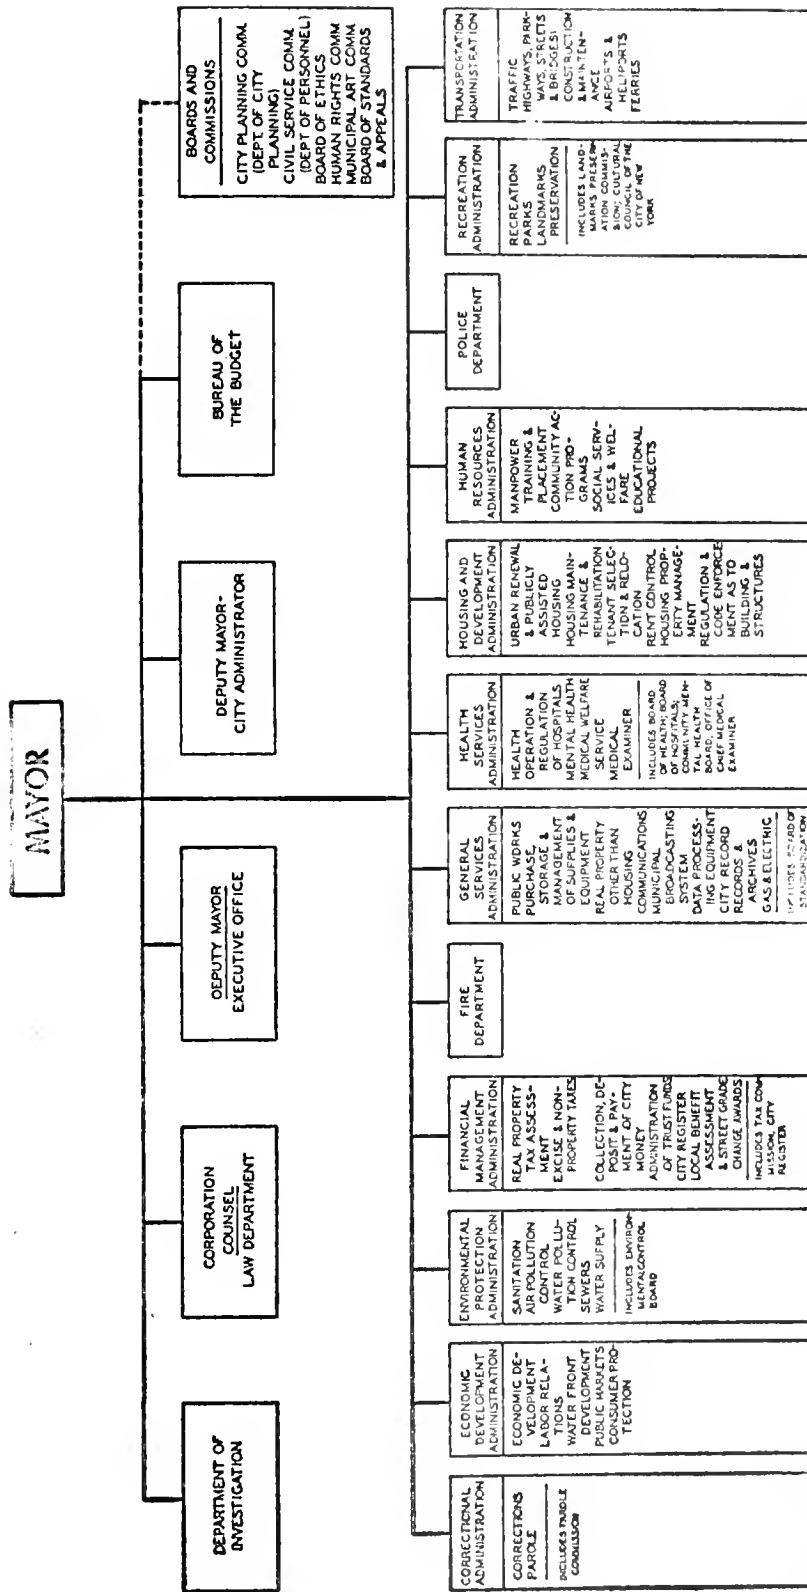 MAYOR
DEPARTMENT OF
INVESTIGATION
CORPORATION
COUNSEL
LAW DEPARTMENT
DEPUTY MAYOR
EXECUTIVE OFFICE
DEPUTY MAYOR-
CITY ADMINISTRATOR
BUREAU OF
THE BUDGET
BOARDS AND
COMMISSIONS
CITY PLANNING COMM.
(DEPT. OF CITY
PLANNING)
CIVIL SERVICE COMM.
(DEPT OF PERSONNEL)
BOARD OF ETHICS
HUMAN RIGHTS COMM
MUNICIPAL ART COMM
BOARD OF STANDARDS
& APPEALS
CORRECTIONAL
ADMINISTRATION
CORRECTIONS
PAROLE
INCLUDES PAROLE
COMMISSION
ECONOMIC
DEVELOPMENT
ADMINISTRATION
ECONOMIC DE-
VELOPMENT
LABOR RELA-
TIONS
WATER FRONT
DEVELOPMENT
PUBLIC MARKETS
CONSUMER PRO-
TECTION
ENVIRONMENTAL
PROTECTION
ADMINISTRATION
SANITATION
AIR POLLUTION
CONTROL
WATER POLLU-
TION CONTROL
SEWERS
WATER SUPPLY
INCLUDES ENVIRON-
MENTAL CONTROL
BOARD
FINANCIAL
MANAGEMENT
ADMINISTRATION
REAL PROPERTY
TAX ASSESS-
MENT
EXCISE & NON-
PROPERTY TAXES
COLLECTION, DE-
POSIT & PAY-
MENT OF CITY
MONEY
ADMINISTRATION
OF TRUST FUNDS
CITY REGISTER
LOCAL BENEFIT
ASSESSMENT
& STREET GRADE
CHANGE AWARDS
INCLUDES TAX COM-
MISSION, CITY
REGISTER
FIRE
DEPARTMENT
GENERAL
SERVICES
ADMINISTRATION
PUBLIC WORKS
PURCHASE,
STORAGE &
MANAGEMENT
OF SUPPLIES &
EQUIPMENT
REAL PROPERTY
OTHER THAN
HOUSING
COMMUNICATIONS
MUNICIPAL
BROADCASTING
SYSTEM
DATA PROCESS-
ING EQUIPMENT
CITY RECORD
RECORDS &
ARCHIVES
GAS & ELECTRIC
INCLUDES BOARD OF
STANDARDIZATION
HEALTH
SERVICES
ADMINISTRATION
HEALTH
OPERATION &
REGULATION
OF HOSPITALS
MENTAL HEALTH
MEDICAL WELFARE
SERVICE
MEDICAL
EXAMINER
INCLUDES BOARD
OF HEALTH; BOARD
OF HOSPITALS;
COMMUNITY MEN-
TAL HEALTH
BOARD, OFFICE OF
CHIEF MEDICAL
EXAMINER
HOUSING AND
DEVELOPMENT
ADMINISTRATION
URBAN RENEWAL
& PUBLICLY
ASSISTED
HOUSING
HOUSING MAIN-
TENANCE &
REHABILITATION
TENANT SELEC-
TION & RELO-
CATION
RENT CONTROL
HOUSING PROP-
ERTY MANAGE-
MENT
REGULATION &
CODE ENFORCE
MENT AS TO
BUILDING &
STRUCTURES
HUMAN
RESOURCES
ADMINISTRATION
MANPOWER
TRAINING &
PLACEMENT
COMMUNITY AC-
TION PRO-
GRAMS
SOCIAL SERV-
ICES & WEL-
FARE
EDUCATIONAL
PROJECTS
POLICE
DEPARTMENT
RECREATION
ADMINISTRATION
RECREATION
PARKS
LANDMARKS
PRESERVATION
INCLUDES LAND-
MARKS PRESERV-
ATION COMMIS-
SION; CULTURAL
COUNCIL OF THE
CITY OF NEW
YORK
TRANSPORTATION
ADMINISTRATION
TRAFFIC
HIGHWAYS, PARK-
WAYS, STREETS
& BRIDGES)
CONSTRUCTION
& MAINTEN-
ANCE
AIRPORTS &
HELIPORTS
FERRIES